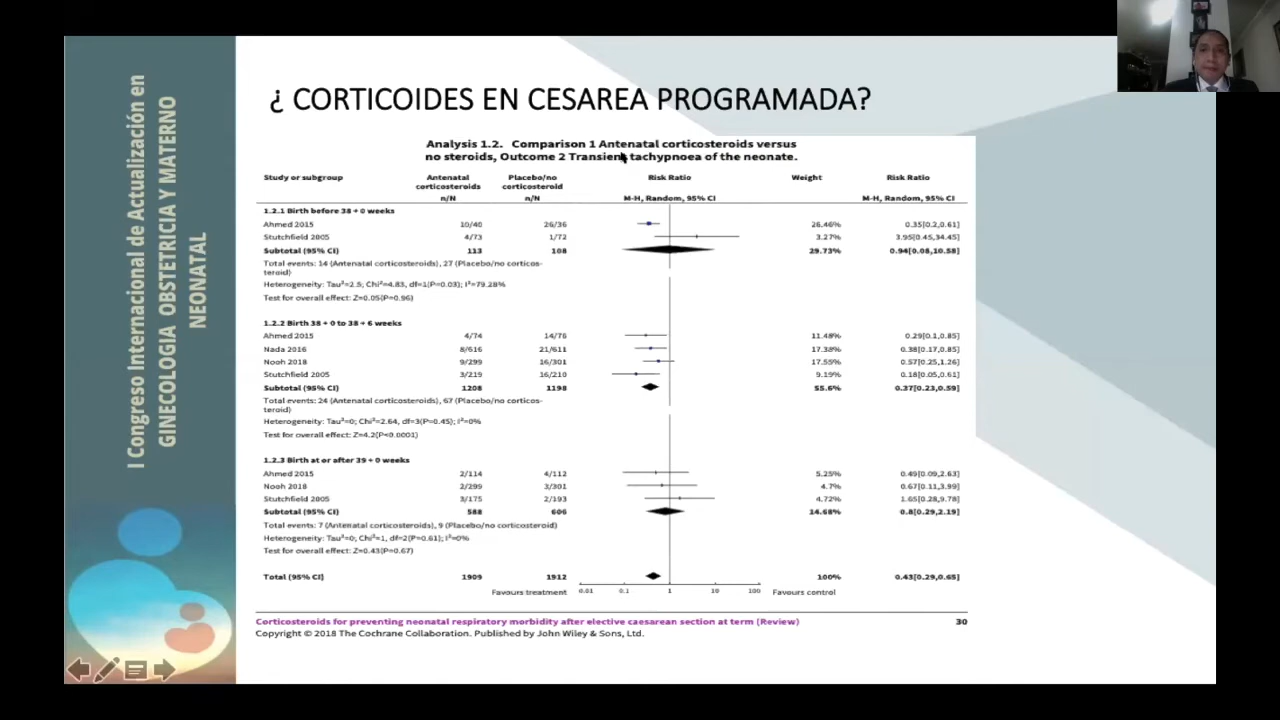 I Congreso Internacional de Actualización en
GINECOLOGIA OBSTETRICIA Y MATERNO
NEONATAL
¿ CORTICOIDES EN CESAREA PROGRAMADA?
Analysis 1.2. Comparison 1 Antenatal corticosteroids versus
no steroids, Outcome 2 Transient tachypnoea of the neonate.
Study or subgroup Antenatal corticosteroids Placebo/no corticosteroid Risk Ratio Weight Risk Ratio
n/N n/N M-H, Random, 95% CI M-H, Random, 95% CI
1.2.1 Birth before 38 + 0 weeks
Ahmed 2015 10/40 26/36 26.46% 0.35[0.2,0.61]
Stutchfield 2005 4/73 1/72 3.27% 3.95[0.45,34.45]
Subtotal (95% CI) 113 108 29.73% 0.94[0.08,10.58]
Total events: 14 (Antenatal corticosteroids), 27 (Placebo/no corticos-
teroid)
Heterogeneity: Tau²=2.5; Chi²=4.83, df=1(P=0.03); I²=79.28%
Test for overall effect: Z=0.05(P=0.96)
1.2.2 Birth 38 + 0 to 38 + 6 weeks
Ahmed 2015 4/74 14/76 11.48% 0.29[0.1,0.85]
Nada 2016 8/616 21/611 17.38% 0.38[0.17,0.85]
Nooh 2018 9/299 16/301 17.55% 0.57[0.25,1.26]
Stutchfield 2005 3/219 16/210 9.19% 0.18[0.05,0.61]
Subtotal (95% CI) 1208 1198 55.6% 0.37[0.23,0.59]
Total events: 24 (Antenatal corticosteroids), 67 (Placebo/no corticos-
teroid)
Heterogeneity: Tau²=0; Chi²=2.64, df=3(P=0.45); I²=0%
Test for overall effect: Z=4.2(P<0.0001)
1.2.3 Birth at or after 39 + 0 weeks
Ahmed 2015 2/114 4/112 5.25% 0.49[0.09,2.63]
Nooh 2018 2/299 3/301 4.7% 0.67[0.11,3.99]
Stutchfield 2005 3/175 2/193 4.72% 1.65[0.28,9.78]
Subtotal (95% CI) 588 606 14.68% 0.8[0.29,2.19]
Total events: 7 (Antenatal corticosteroids), 9 (Placebo/no corticosteroid)
Heterogeneity: Tau²=0; Chi²=1, df=2(P=0.61); I²=0%
Test for overall effect: Z=0.43(P=0.67)
Total (95% CI) 1909 1912 100% 0.43[0.29,0.65]
Favours treatment 0.01 0.1 1 10 100 Favours control
Corticosteroids for preventing neonatal respiratory morbidity after elective caesarean section at term (Review) 30
Copyright © 2018 The Cochrane Collaboration. Published by John Wiley & Sons, Ltd.